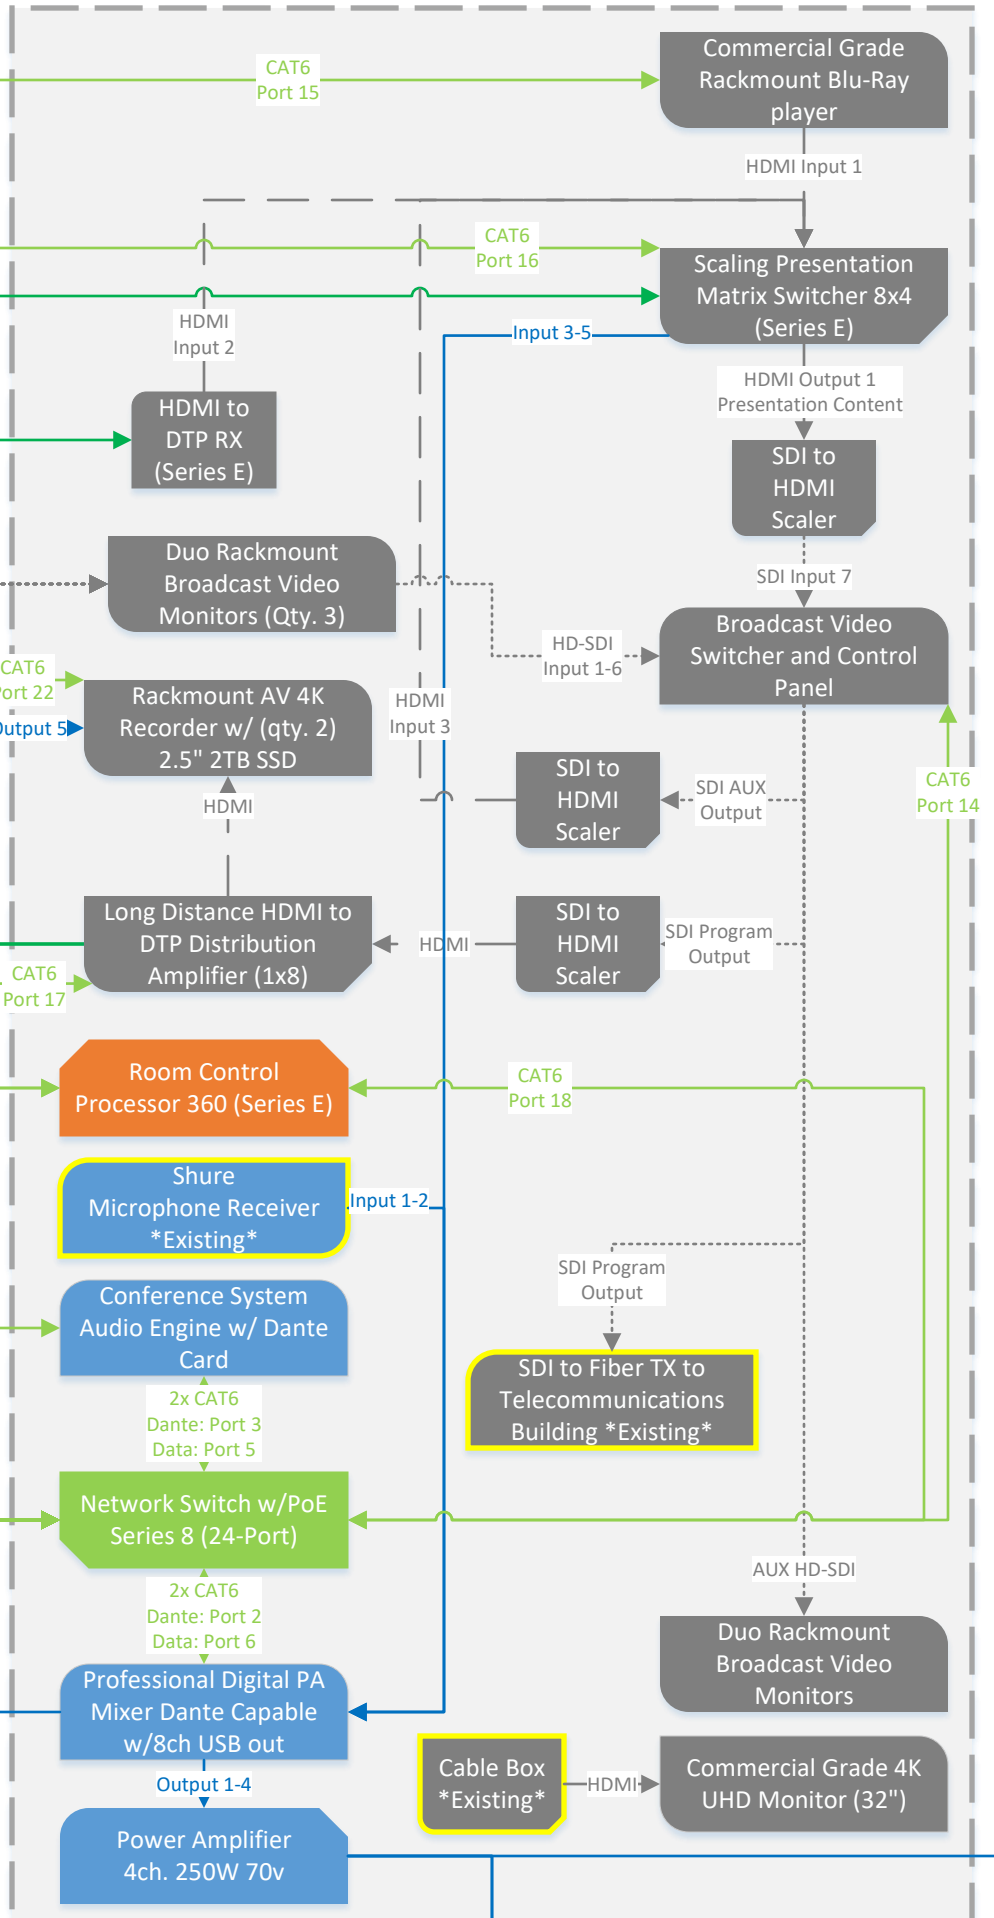 Commercial Grade
Rackmount Blu-Ray
player
CAT6
Port 15
HDMI Input 1
CAT6
Port 16
Scaling Presentation
Matrix Switcher 8x4
(Series E)
HDMI
Input 2
Input 3-5
HDMI Output 1
Presentation Content
HDMI to
DTP RX
(Series E)
SDI to
HDMI
Scaler
Duo Rackmount
Broadcast Video
Monitors (Qty. 3)
SDI Input 7
HD-SDI
Input 1-6
Broadcast Video
Switcher and Control
Panel
CAT6
Port 22
Output 5
Rackmount AV 4K
Recorder w/ (qty. 2)
2.5" 2TB SSD
HDMI
Input 3
HDMI
SDI to
HDMI
Scaler
SDI AUX
Output
CAT6
Port 14
Long Distance HDMI to
DTP Distribution
Amplifier (1x8)
HDMI
SDI to
HDMI
Scaler
SDI Program
Output
CAT6
Port 17
Room Control
Processor 360 (Series E)
CAT6
Port 18
Shure
Microphone Receiver
*Existing*
Input 1-2
SDI Program
Output
Conference System
Audio Engine w/ Dante
Card
SDI to Fiber TX to
Telecommunications
Building *Existing*
2x CAT6
Dante: Port 3
Data: Port 5
Network Switch w/PoE
Series 8 (24-Port)
2x CAT6
Dante: Port 2
Data: Port 6
AUX HD-SDI
Duo Rackmount
Broadcast Video
Monitors
Professional Digital PA
Mixer Dante Capable
w/8ch USB out
Cable Box
*Existing*
HDMI
Commercial Grade 4K
UHD Monitor (32")
Output 1-4
Power Amplifier
4ch. 250W 70v